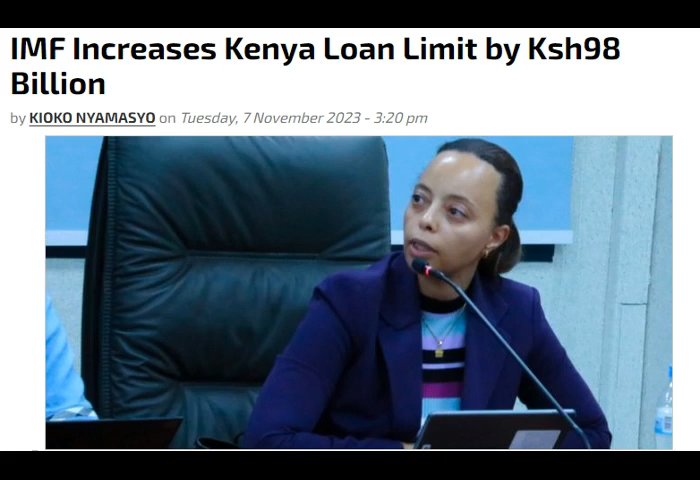 IMF Increases Kenya Loan Limit by Ksh98
Billion
by KIOKO NYAMASYO on Tuesday, 7 November 2023 - 3:20 pm